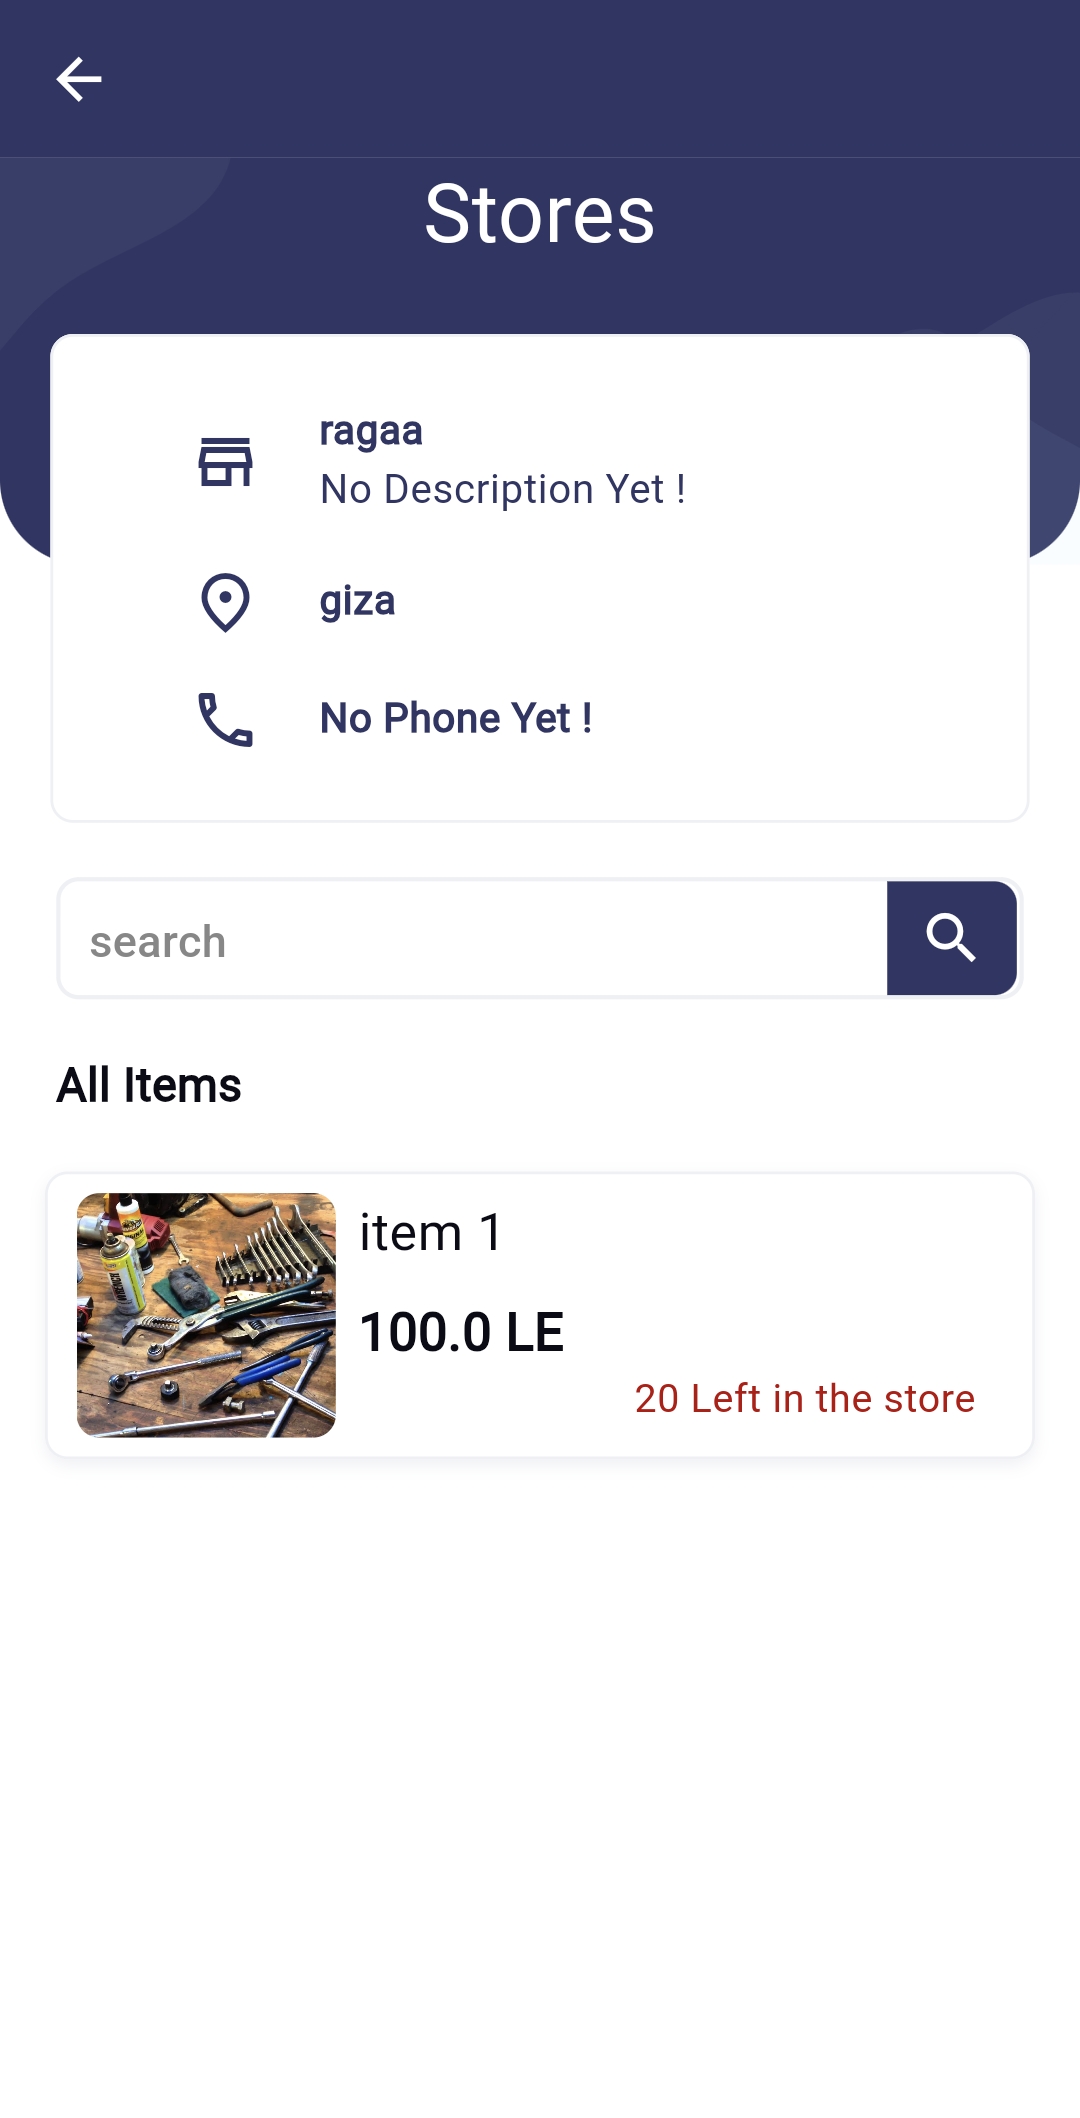 Stores
ragaa
No Description Yet !
giza
No Phone Yet !
search
All Items
item 1
100.0 LE
20 Left in the store